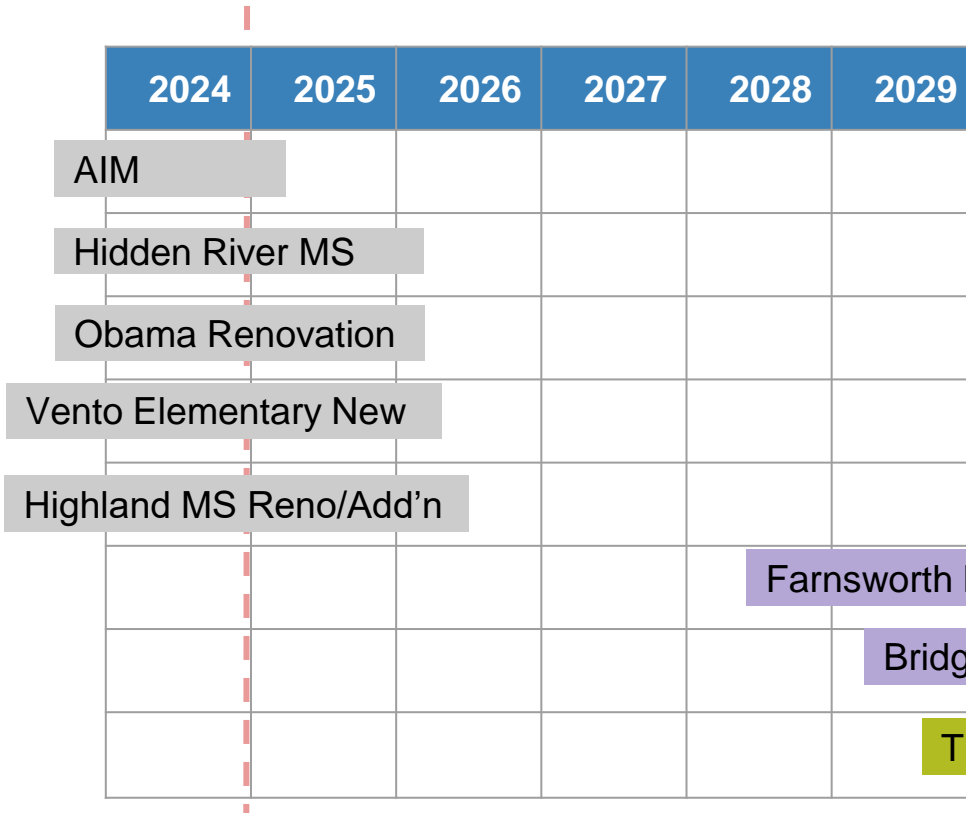 2024 2025 2026 2027 2028 2029
AIM
Hidden River MS
Obama Renovation
Vento Elementary New
Highland MS Reno/Add’n
Farnsworth